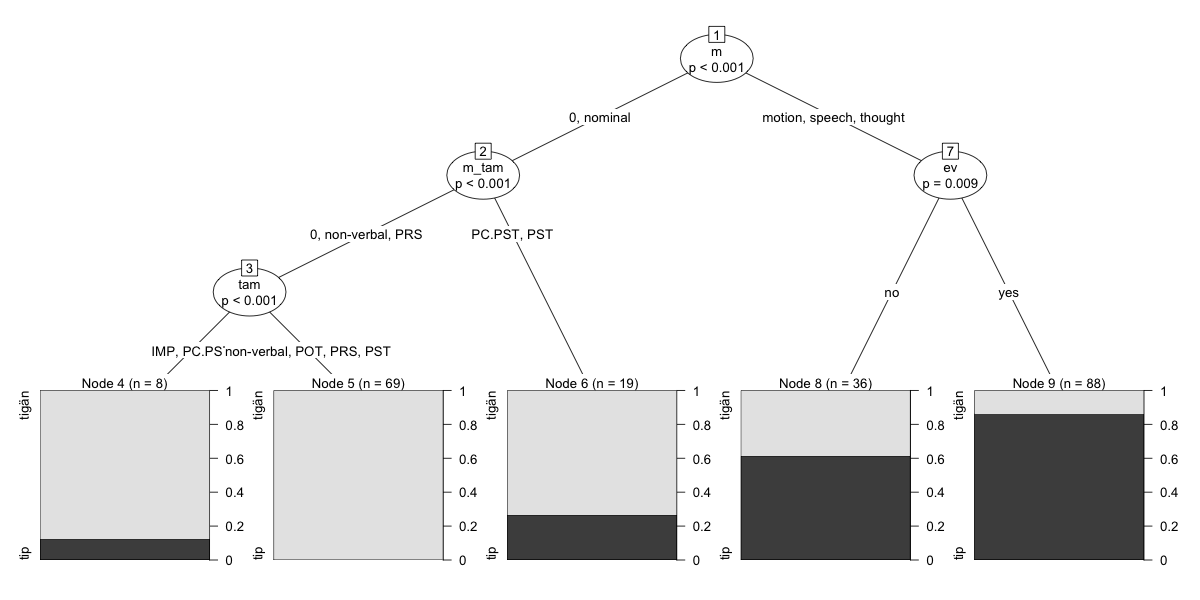 1
m
p < 0.001
0, nominal
motion, speech, thought
2
m_tam
p < 0.001
7
ev
p = 0.009
0, non-verbal, PRS
PC.PST, PST
3
tam
p < 0.001
no
yes
IMP, PC.PS
non-verbal, POT, PRS, PST
Node 4 (n = 8)
Node 5 (n = 69)
Node 6 (n = 19)
Node 8 (n = 36)
Node 9 (n = 88)
tigän
tip
1
0.8
0.6
0.4
0.2
0
tigän
tip
1
0.8
0.6
0.4
0.2
0
tigän
tip
1
0.8
0.6
0.4
0.2
0
tigän
tip
1
0.8
0.6
0.4
0.2
0
tigän
tip
1
0.8
0.6
0.4
0.2
0